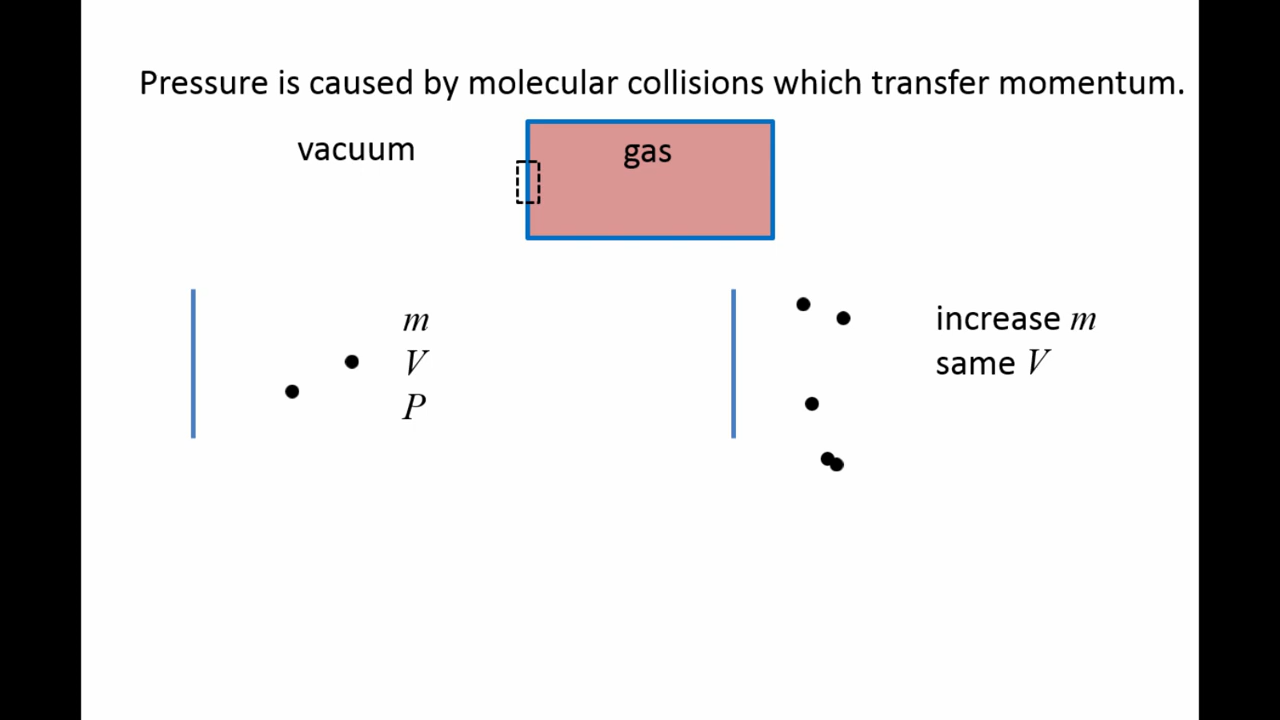 Pressure is caused by molecular collisions which transfer momentum.
vacuum
gas
m
V
P
increase m
same V